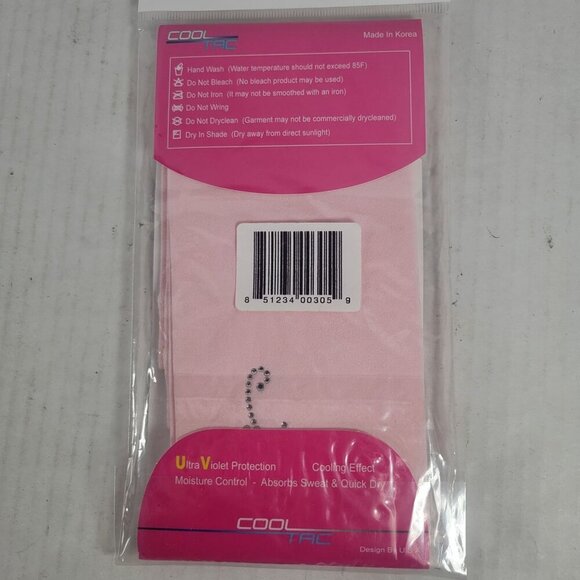 COOL
TAC
Made In Korea
Hand Wash (Water temperature should not exceed 85F)
Do Not Bleach (No bleach product may be used)
Do Not Iron (It may not be smoothed with an iron)
Do Not Wring
Do Not Dryclean (Garment may not be commercially drycleaned)
Dry In Shade (Dry away from direct sunlight)
8 51234 00305 9
Ultra Violet Protection Cooling Effect
Moisture Control - Absorbs Sweat & Quick Dry
COOL
TAC
Design By